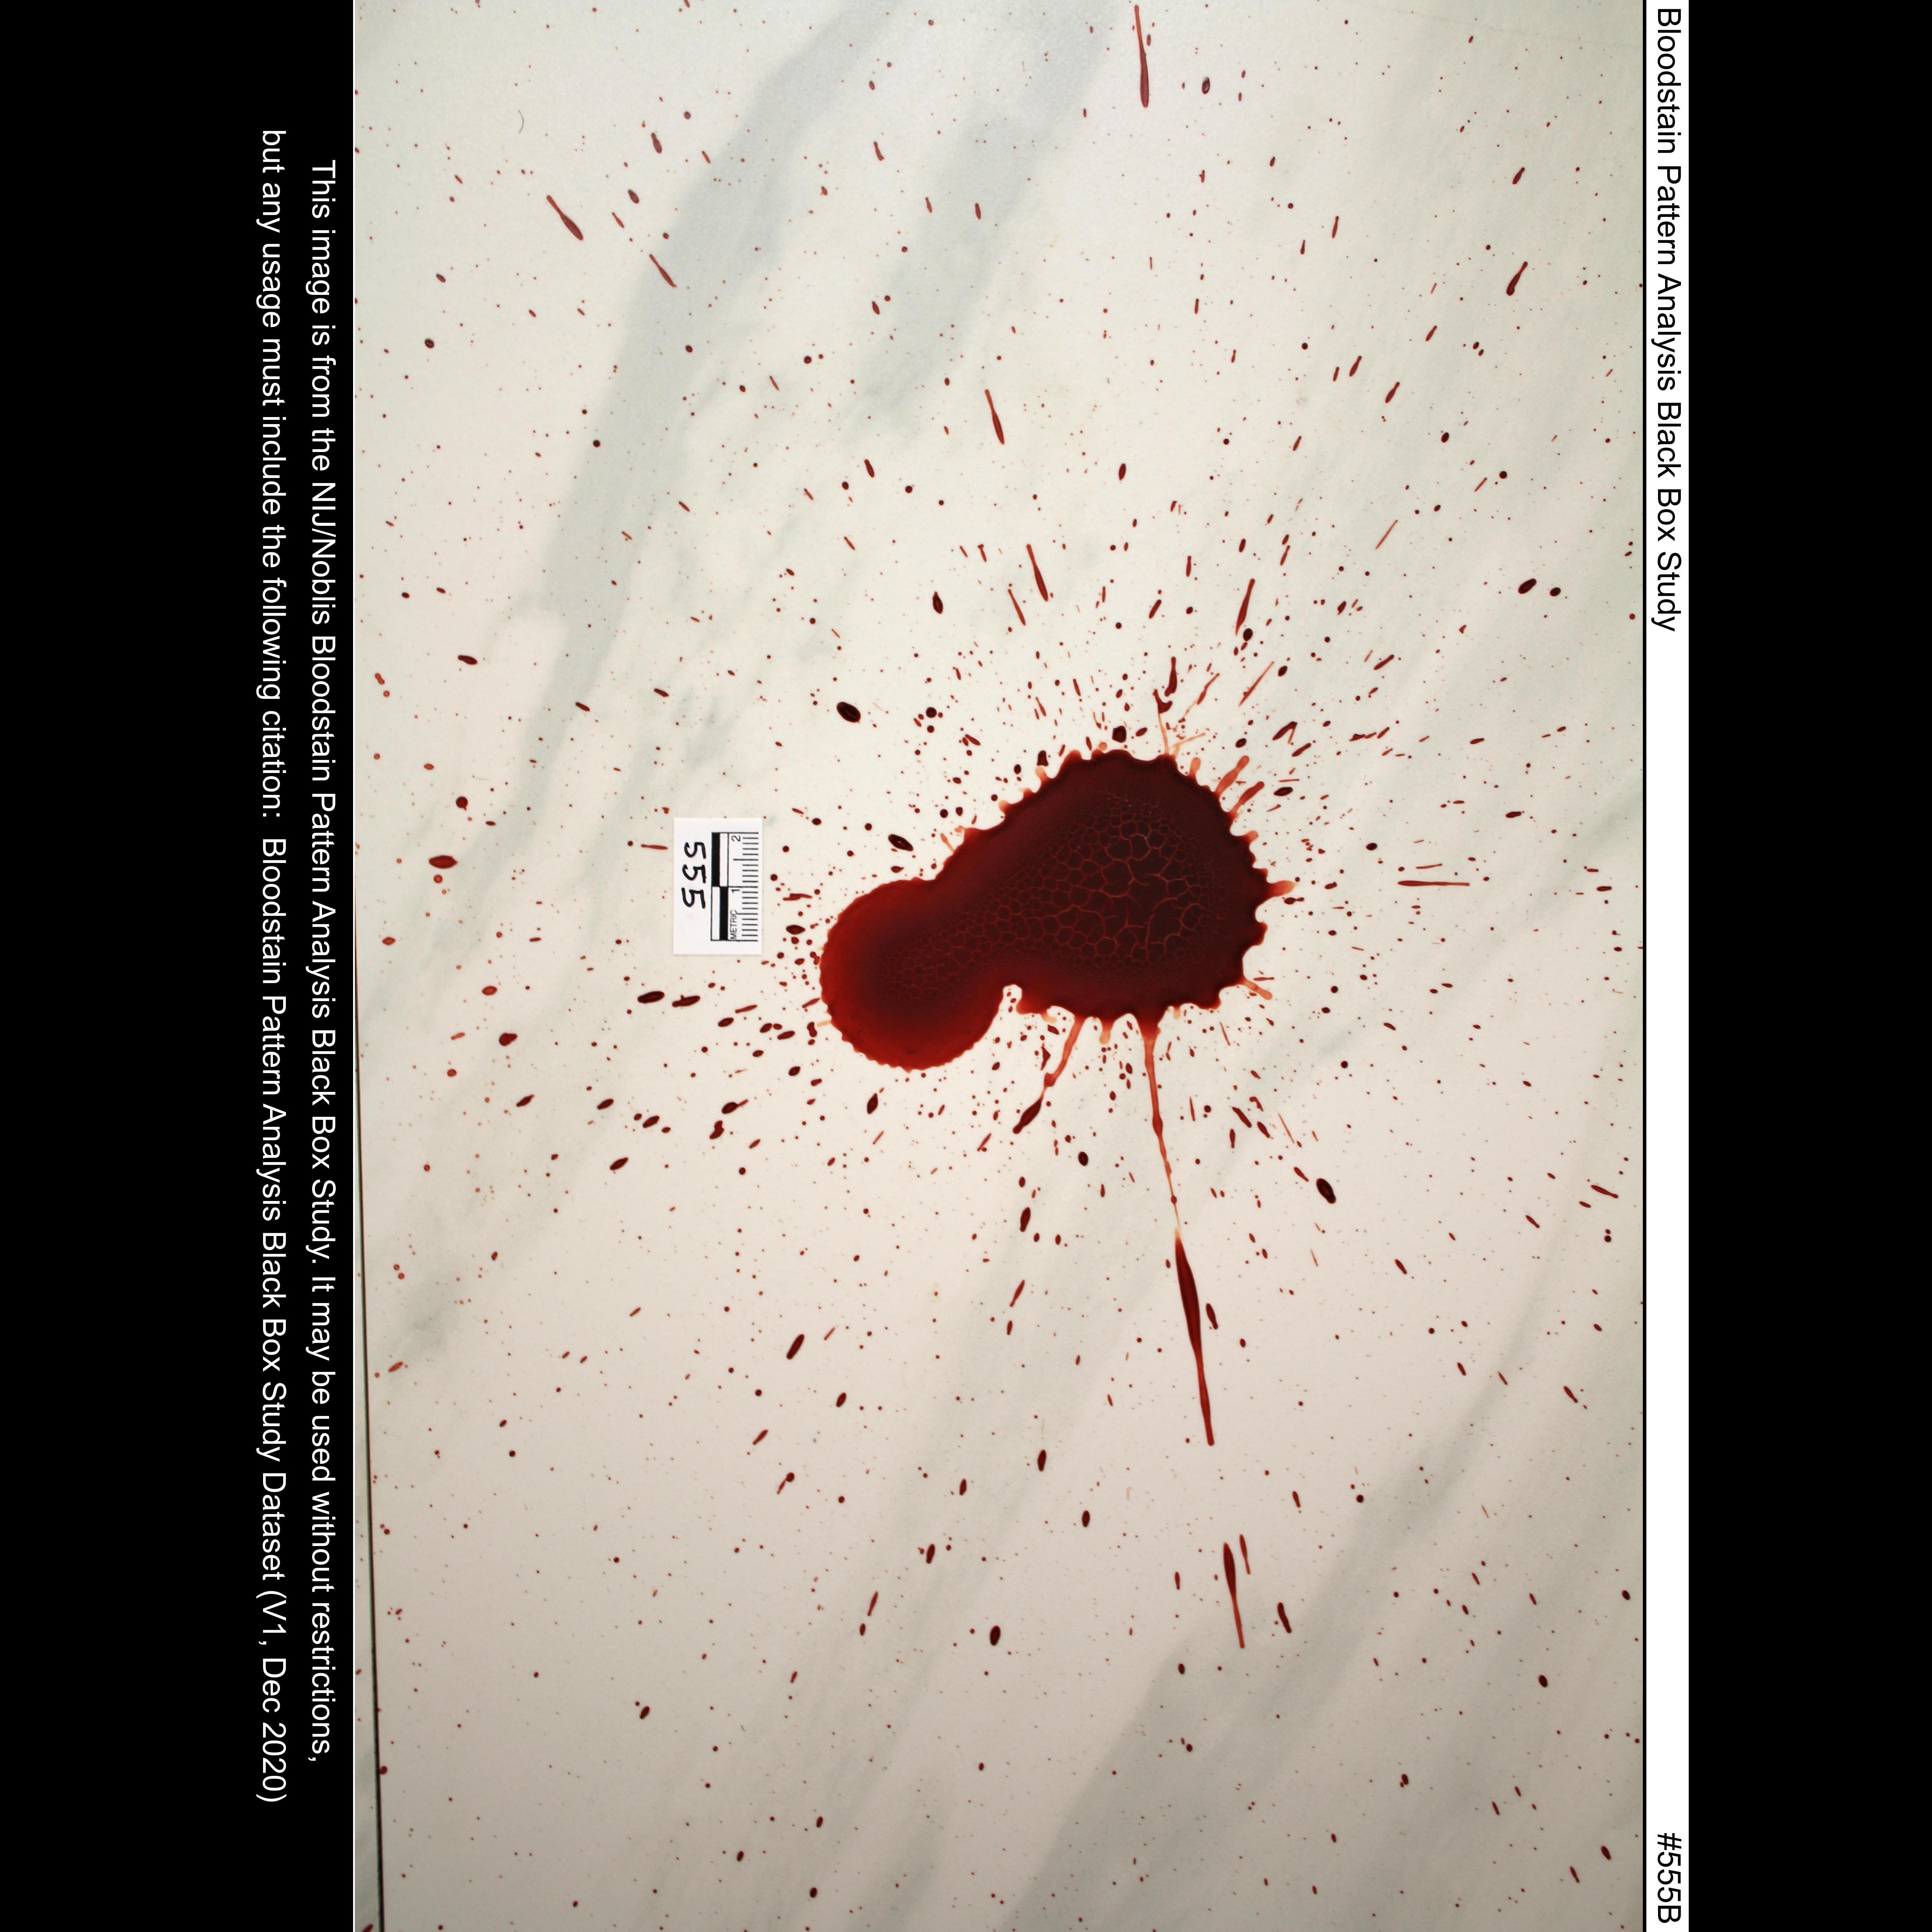 Bloodstain Pattern Analysis Black Box Study #555B
2 1
METRIC
555
This image is from the NIJ/Noblis Bloodstain Pattern Analysis Black Box Study. It may be used without restrictions,
but any usage must include the following citation: Bloodstain Pattern Analysis Black Box Study Dataset (V1, Dec 2020)